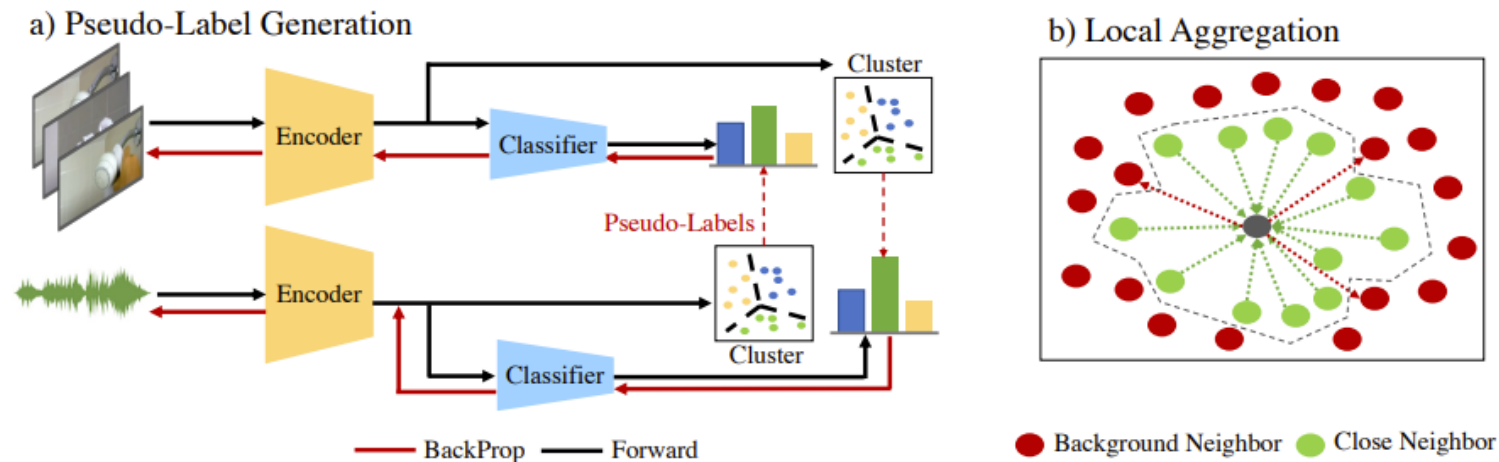 a) Pseudo-Label Generation
b) Local Aggregation
Cluster
Encoder
Classifier
Pseudo-Labels
Encoder
Cluster
Classifier
BackProp
Forward
Background Neighbor
Close Neighbor